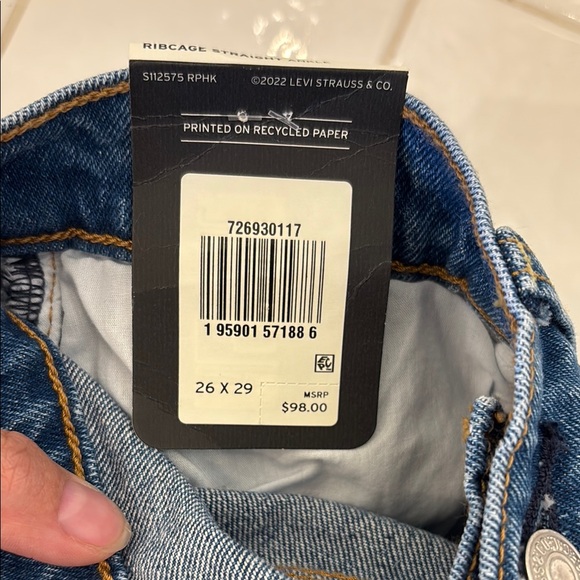 RIBCAGE STRAIGHT ANKLE
S112575 RPHK ©2022 LEVI STRAUSS & CO.
PRINTED ON RECYCLED PAPER
726930117
1 95901 57188 6
26 X 29
MSRP
$98.00